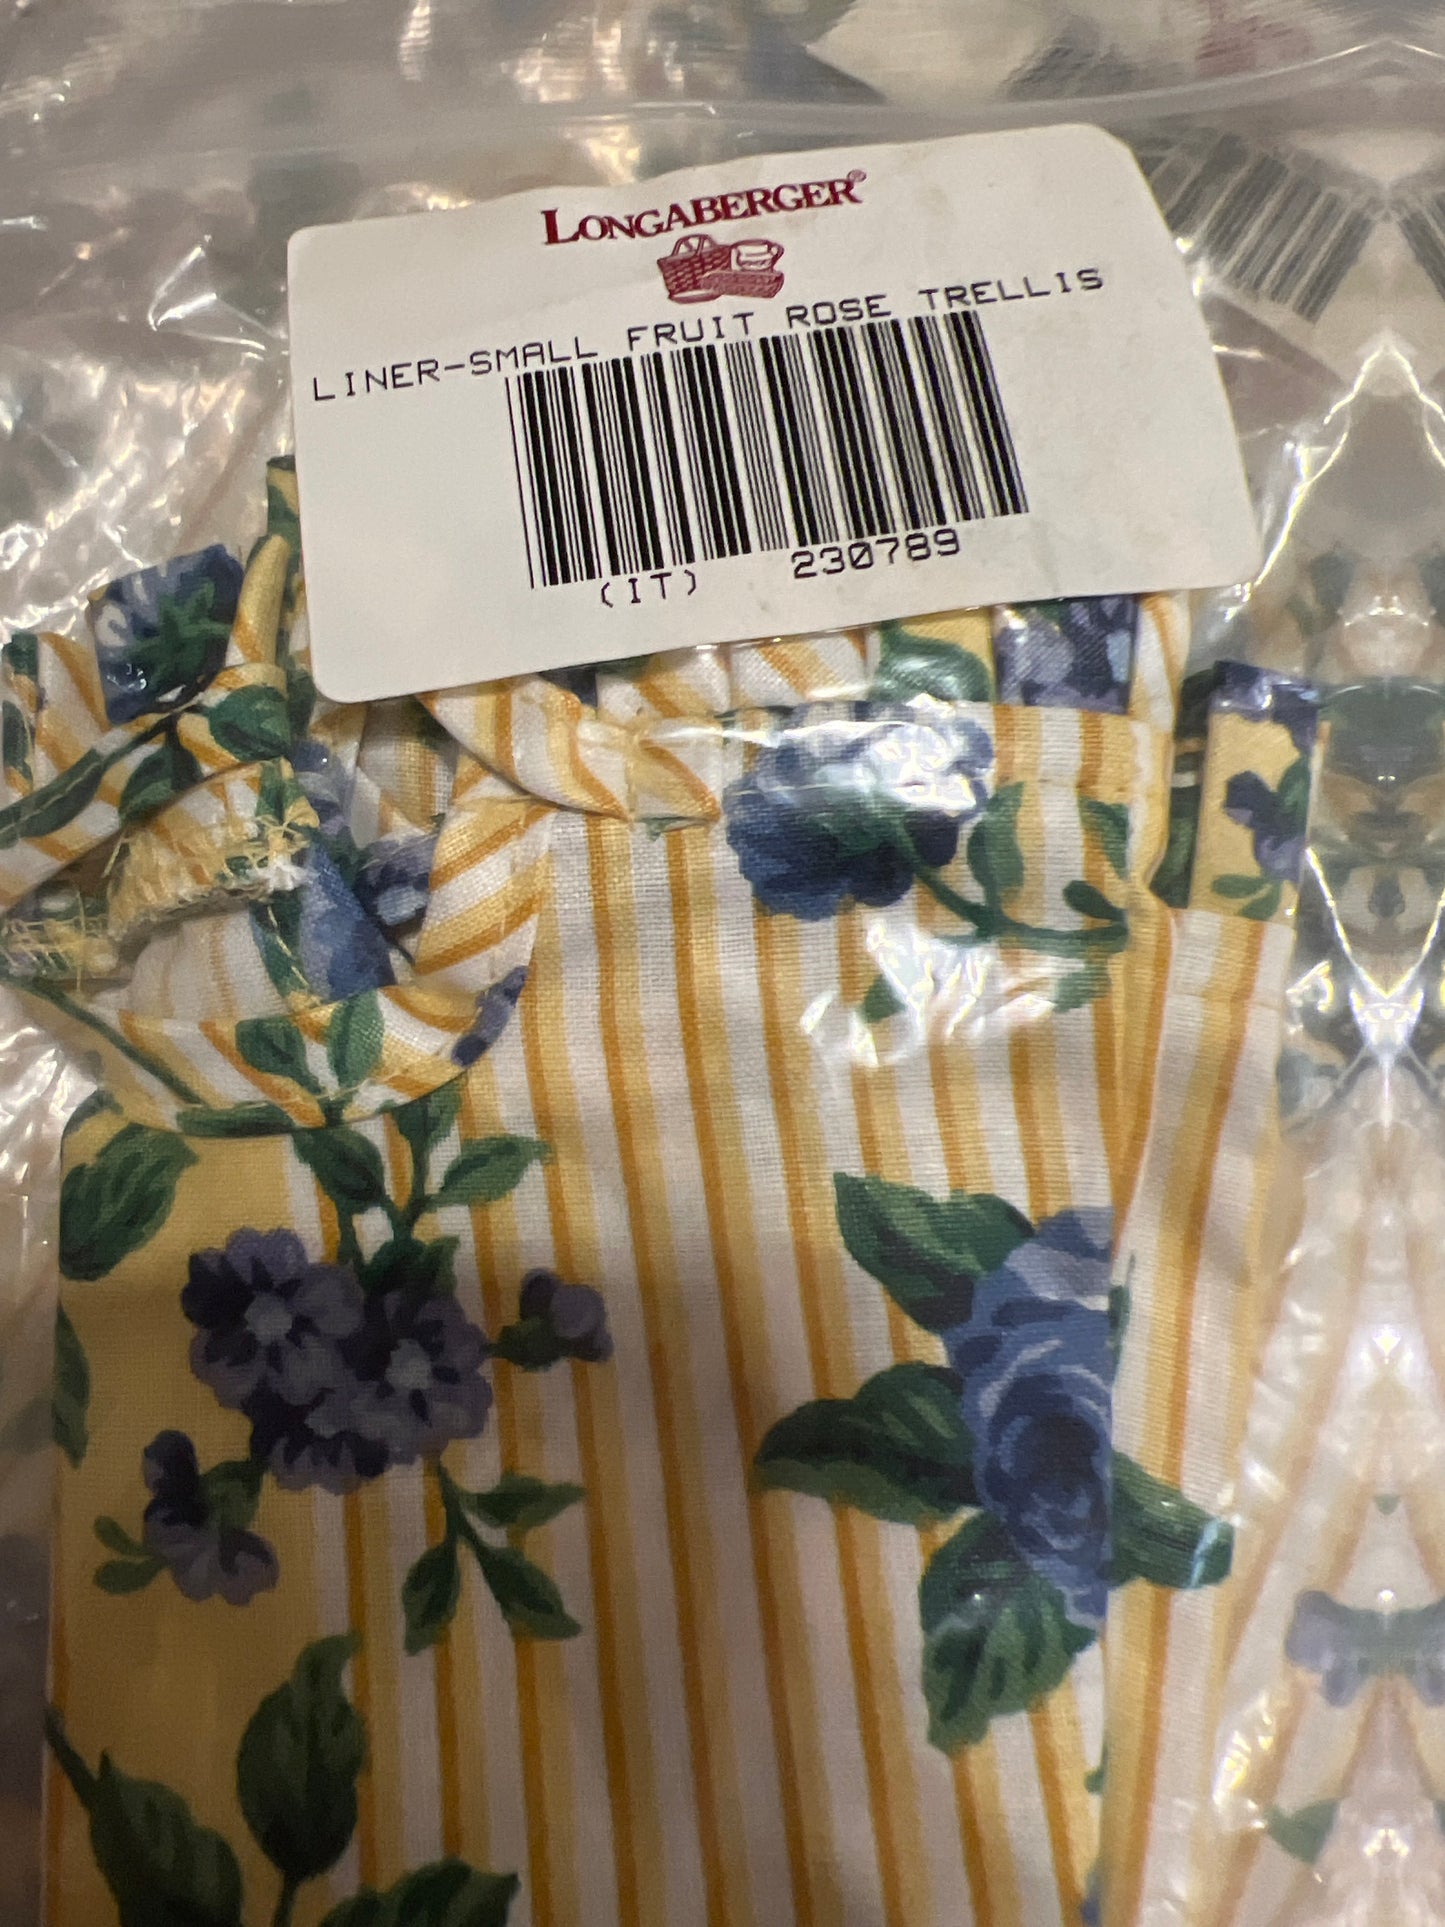 LONGABERGER®
LINER-SMALL FRUIT ROSE TRELLIS
(IT) 230789